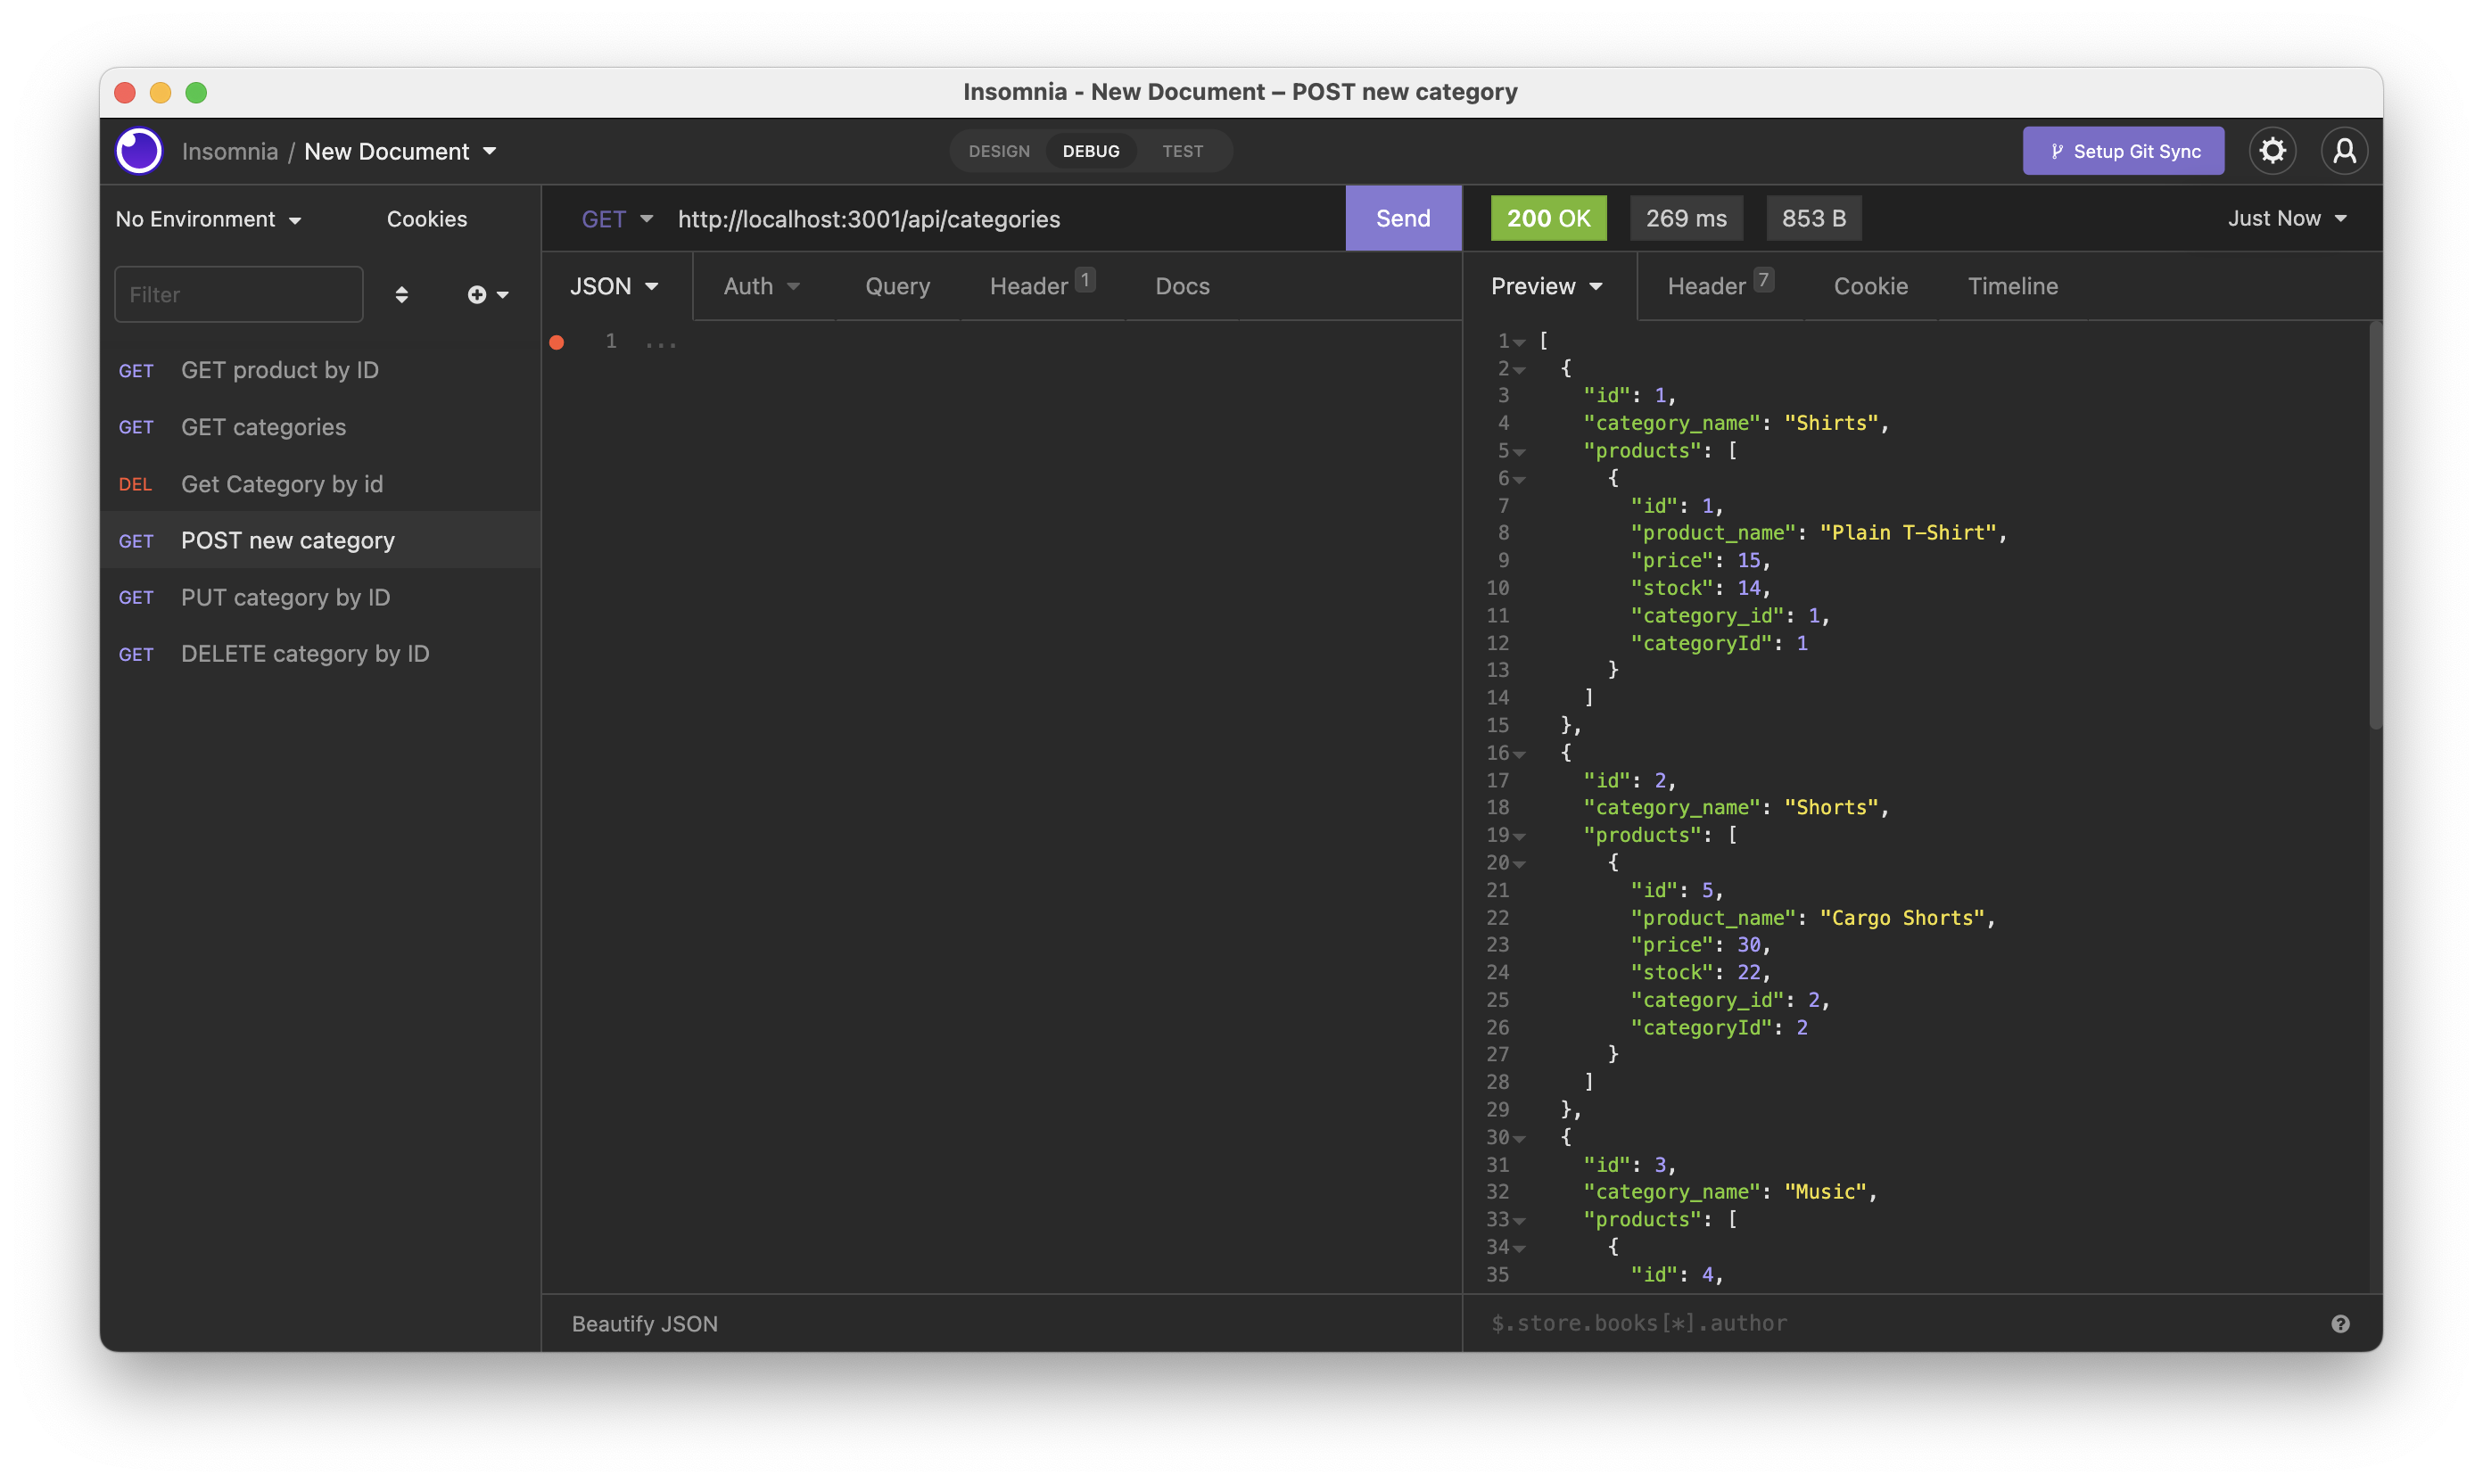 Insomnia - New Document – POST new category
Insomnia / New Document
DESIGN DEBUG TEST
Setup Git Sync
No Environment Cookies
Filter
GET GET product by ID
GET GET categories
DEL Get Category by id
GET POST new category
GET PUT category by ID
GET DELETE category by ID
GET http://localhost:3001/api/categories Send
JSON Auth Query Header 1 Docs
1 ...
Beautify JSON
200 OK 269 ms 853 B Just Now
Preview Header 7 Cookie Timeline
1 [
2 {
3 "id": 1,
4 "category_name": "Shirts",
5 "products": [
6 {
7 "id": 1,
8 "product_name": "Plain T-Shirt",
9 "price": 15,
10 "stock": 14,
11 "category_id": 1,
12 "categoryId": 1
13 }
14 ]
15 },
16 {
17 "id": 2,
18 "category_name": "Shorts",
19 "products": [
20 {
21 "id": 5,
22 "product_name": "Cargo Shorts",
23 "price": 30,
24 "stock": 22,
25 "category_id": 2,
26 "categoryId": 2
27 }
28 ]
29 },
30 {
31 "id": 3,
32 "category_name": "Music",
33 "products": [
34 {
35 "id": 4,
$.store.books[*].author
?